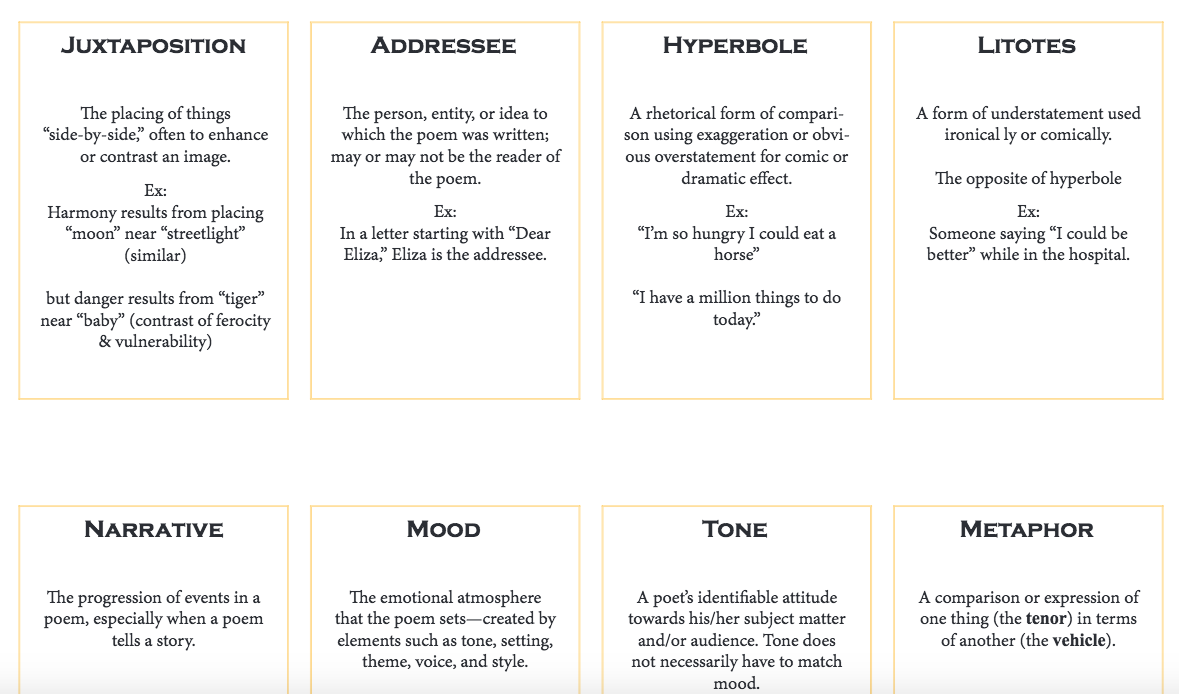 JUXTAPOSITION
The placing of things
“side-by-side,” often to enhance
or contrast an image.
Ex:
Harmony results from placing
“moon” near “streetlight”
(similar)
but danger results from “tiger”
near “baby” (contrast of ferocity
& vulnerability)
ADDRESSEE
The person, entity, or idea to
which the poem was written;
may or may not be the reader of
the poem.
Ex:
In a letter starting with “Dear
Eliza,” Eliza is the addressee.
HYPERBOLE
A rhetorical form of compari-
son using exaggeration or obvi-
ous overstatement for comic or
dramatic effect.
Ex:
“I’m so hungry I could eat a
horse”
“I have a million things to do
today.”
LITOTES
A form of understatement used
ironical ly or comically.
The opposite of hyperbole
Ex:
Someone saying “I could be
better” while in the hospital.
NARRATIVE
The progression of events in a
poem, especially when a poem
tells a story.
MOOD
The emotional atmosphere
that the poem sets—created by
elements such as tone, setting,
theme, voice, and style.
TONE
A poet’s identifiable attitude
towards his/her subject matter
and/or audience. Tone does
not necessarily have to match
mood.
METAPHOR
A comparison or expression of
one thing (the tenor) in terms
of another (the vehicle).